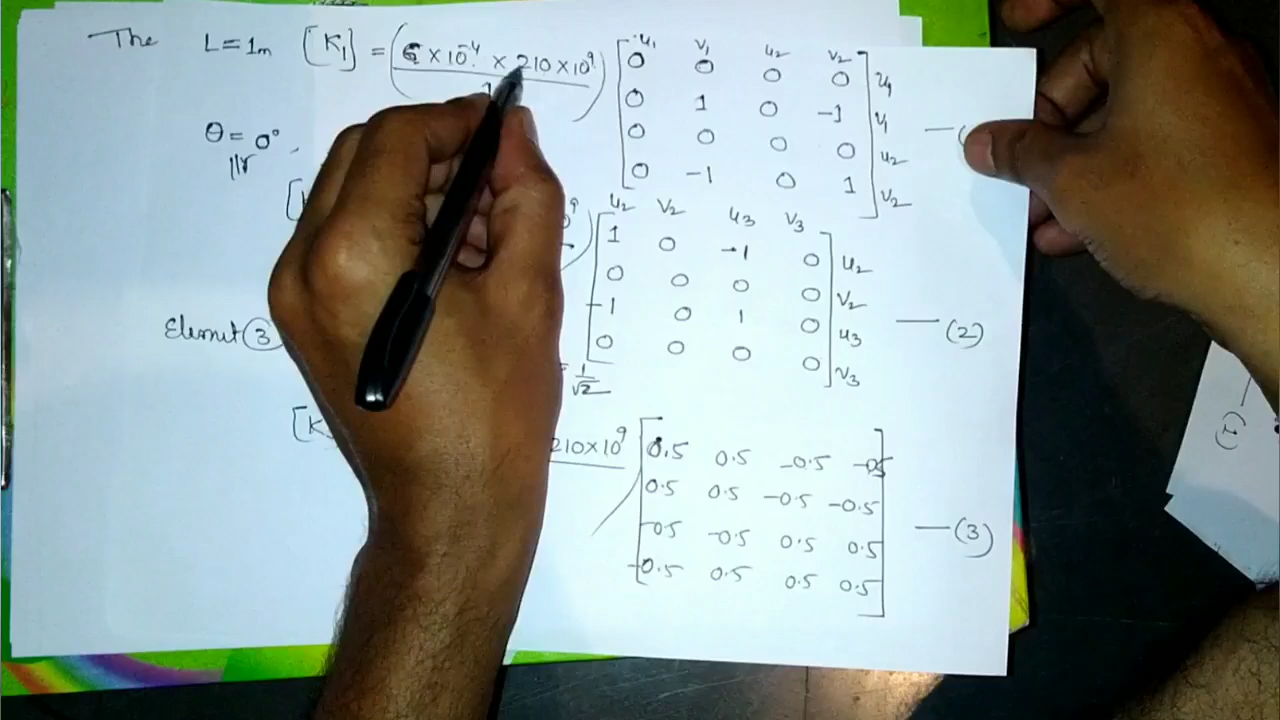 The L=1m [K₁] = (6×10⁻⁴ × 210×10⁹ / 1) u₁ v₁ u₂ v₂
0 0 0 0 u₁
θ = 0° 0 1 0 -1 v₁
0 0 0 0 u₂
0 -1 0 1 v₂
[K 9 u₂ v₂ u₃ v₃
1 0 -1 0 u₂
0 0 0 0 v₂
-1 0 1 0 u₃ —(2)
Element ③ 0 0 0 0 v₃
= 1/√2
[K 210×10⁹ 0.5 0.5 -0.5 -0.5
0.5 0.5 -0.5 -0.5
-0.5 -0.5 0.5 0.5 —(3)
-0.5 0.5 0.5 0.5